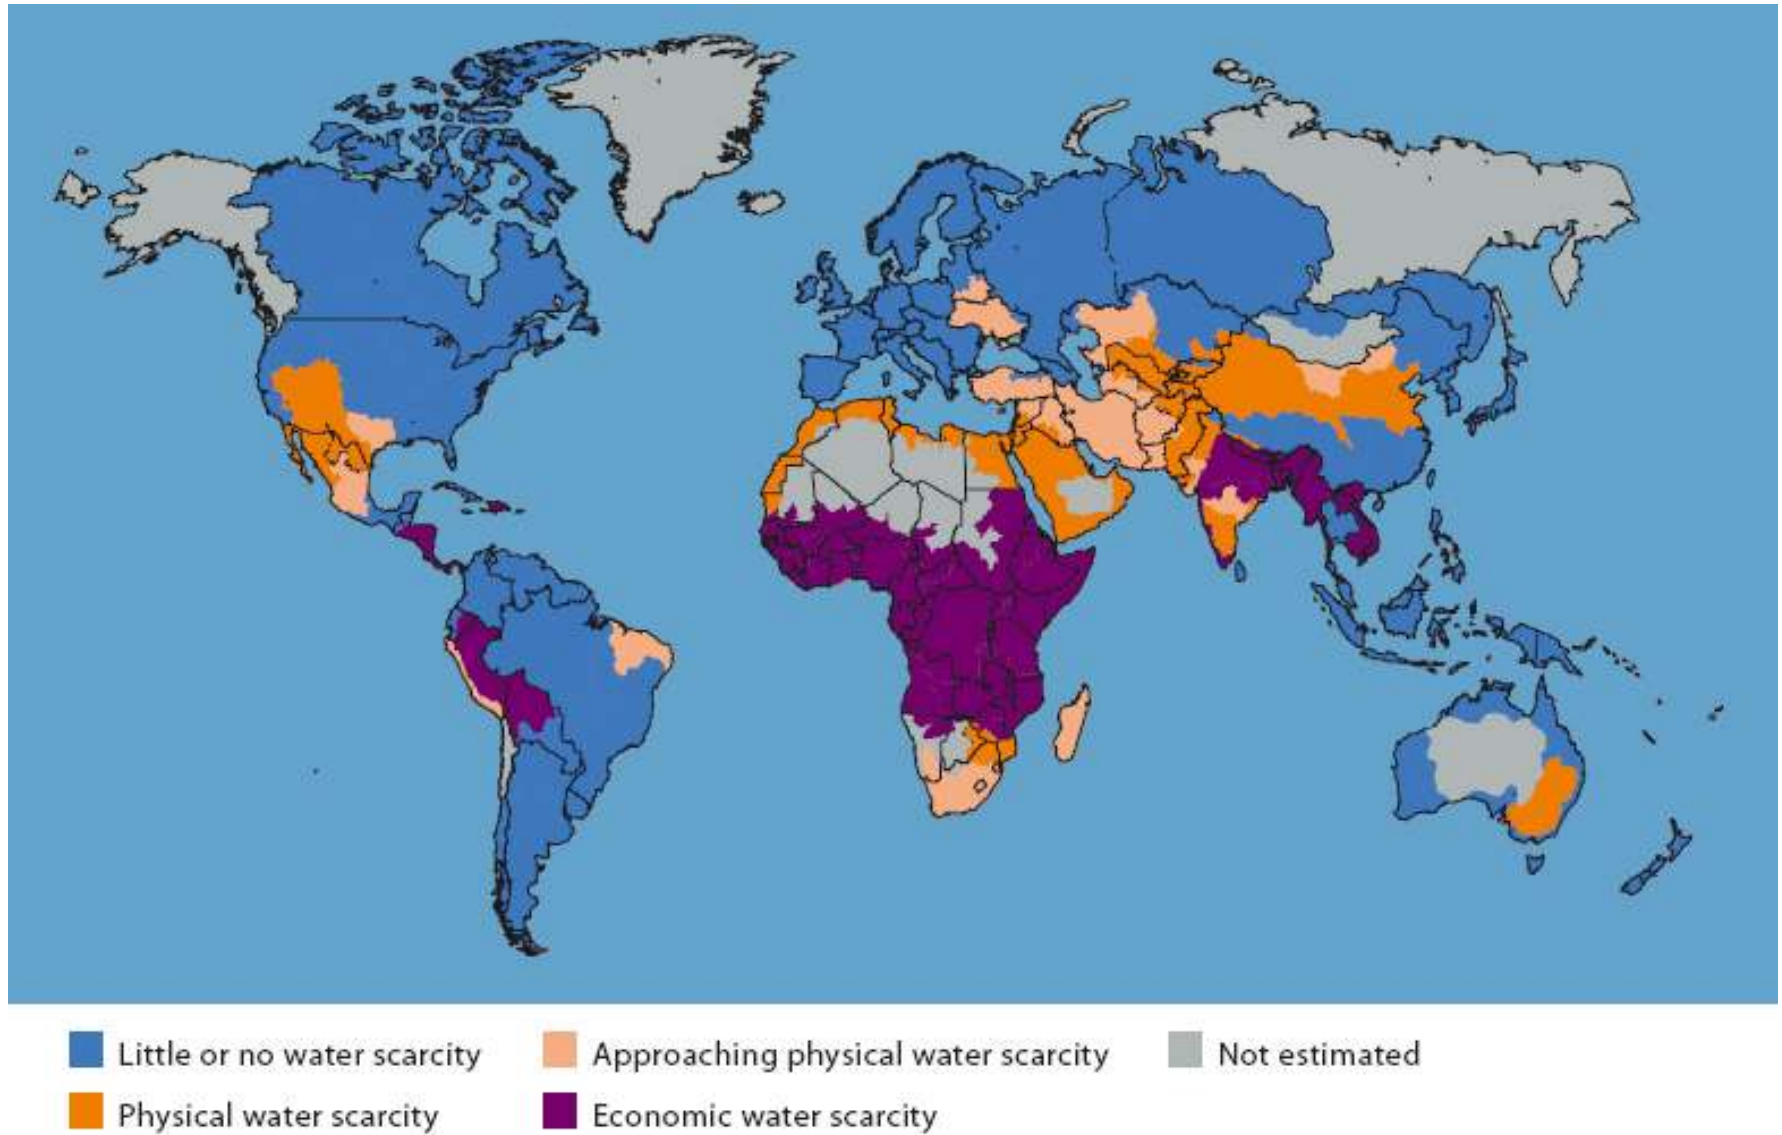 Little or no water scarcity
Approaching physical water scarcity
Not estimated
Physical water scarcity
Economic water scarcity